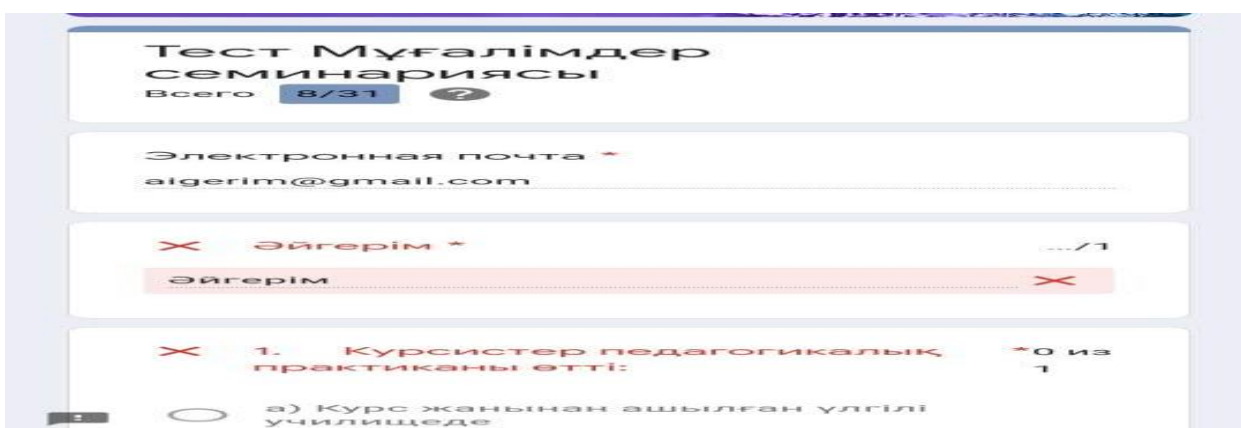 Тест Мұғалімдер
семинариясы
Всего 8/31 ?
Электронная почта *
aigerim@gmail.com
Әйгерім * .../1
Әйгерім
1. Курсистер педагогикалық *0 из
практиканы өтті: 1
а) Курс жанынан ашылған үлгілі
училищеде